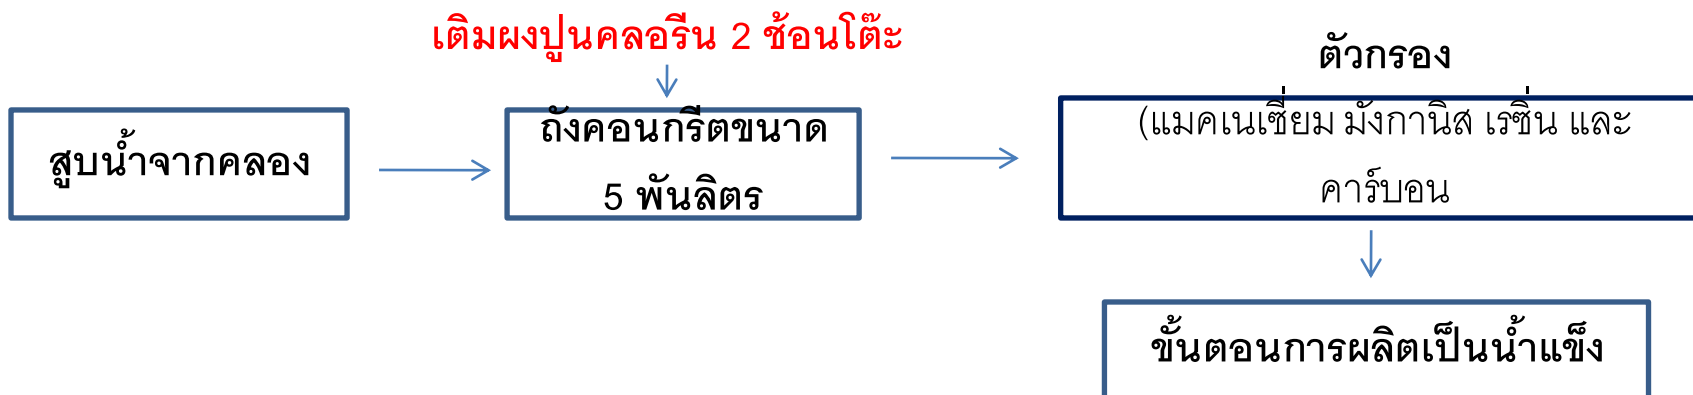 เติมผงปูนคลอรีน 2 ช้อนโต๊ะ
ตัวกรอง
สูบน้ำจากคลอง
ถังคอนกรีตขนาด
5 พันลิตร
(แมคเนเซี่ยม มังกานิส เรซิน และ
คาร์บอน
ขั้นตอนการผลิตเป็นน้ำแข็ง